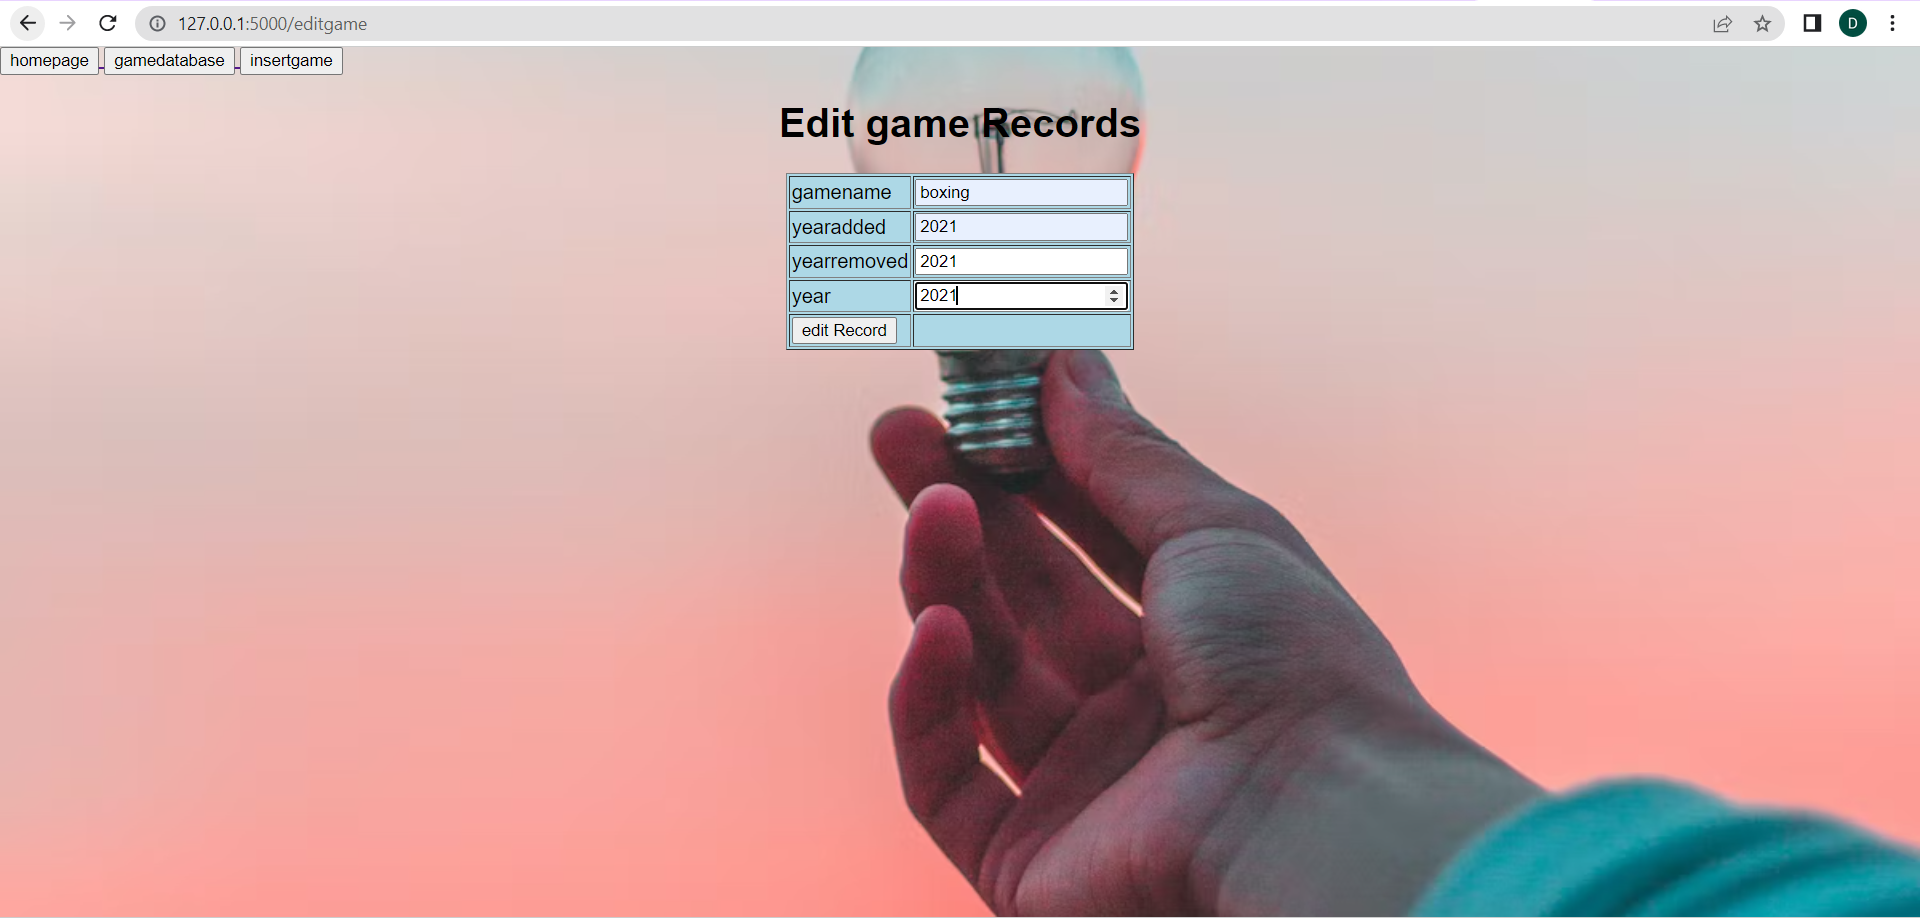 127.0.0.1:5000/editgame
D
homepage gamedatabase insertgame
Edit game Records
gamename boxing
yearadded 2021
yearremoved 2021
year 2021
edit Record